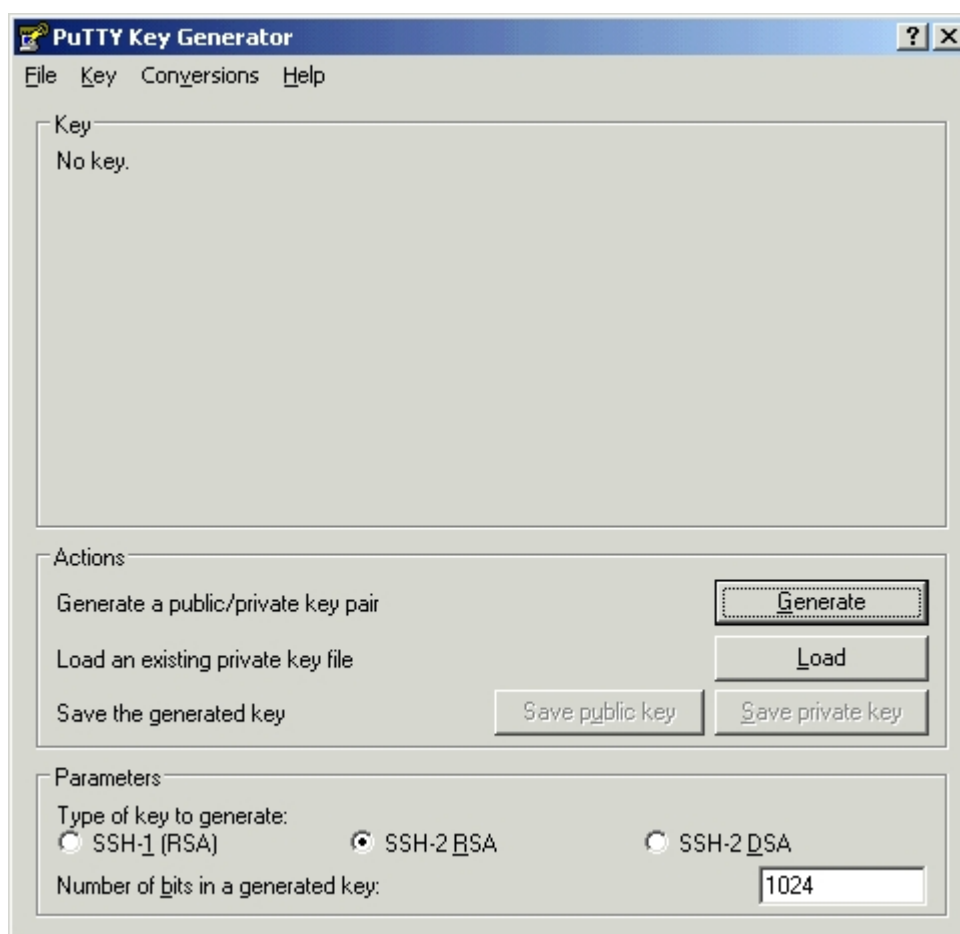 PuTTY Key Generator
File Key Conversions Help
Key
No key.
Actions
Generate a public/private key pair
Generate
Load an existing private key file
Load
Save the generated key
Save public key
Save private key
Parameters
Type of key to generate:
SSH-1 (RSA)
SSH-2 RSA
SSH-2 DSA
Number of bits in a generated key:
1024